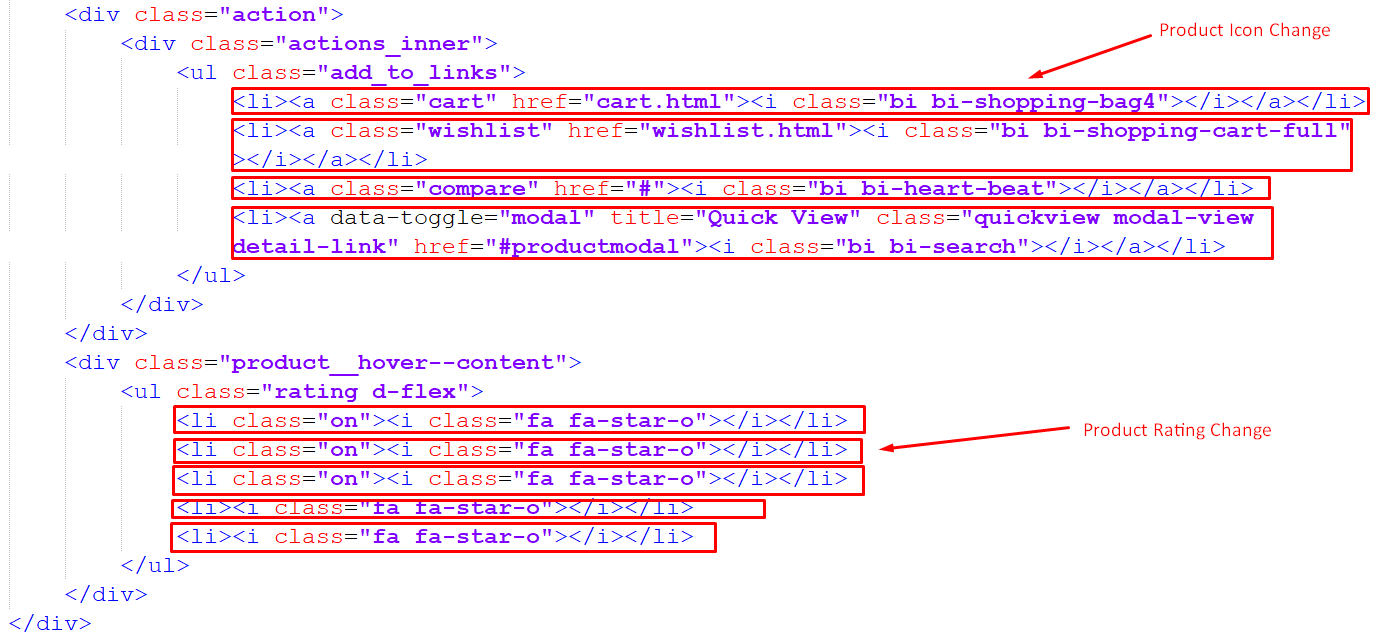 <div class="action">
<div class="actions_inner">
<ul class="add_to_links">
Product Icon Change
<li><a class="cart" href="cart.html"><i class="bi bi-shopping-bag4"></i></a></li>
<li><a class="wishlist" href="wishlist.html"><i class="bi bi-shopping-cart-full"
></i></a></li>
<li><a class="compare" href="#"><i class="bi bi-heart-beat"></i></a></li>
<li><a data-toggle="modal" title="Quick View" class="quickview modal-view
detail-link" href="#productmodal"><i class="bi bi-search"></i></a></li>
</ul>
</div>
</div>
<div class="product__hover--content">
<ul class="rating d-flex">
<li class="on"><i class="fa fa-star-o"></i></li>
<li class="on"><i class="fa fa-star-o"></i></li>
Product Rating Change
<li class="on"><i class="fa fa-star-o"></i></li>
<li><i class="fa fa-star-o"></i></li>
<li><i class="fa fa-star-o"></i></li>
</ul>
</div>
</div>